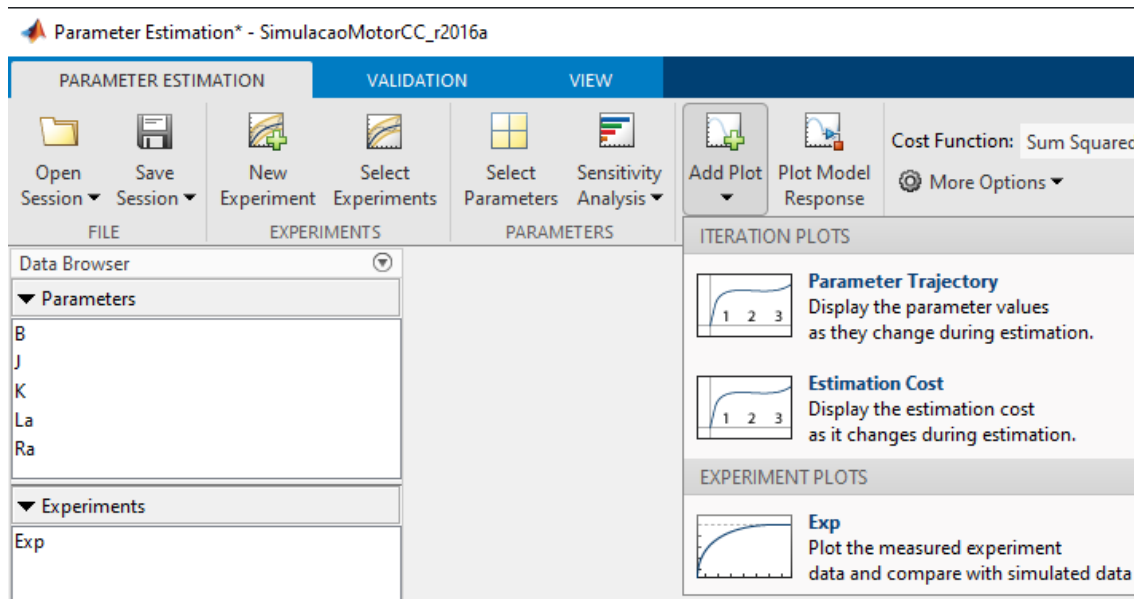 Parameter Estimation* - SimulacaoMotorCC_r2016a
PARAMETER ESTIMATION VALIDATION VIEW
Open Session Save Session New Experiment Select Experiments Select Parameters Sensitivity Analysis Add Plot Plot Model Response
Cost Function: Sum Squared
More Options
FILE EXPERIMENTS PARAMETERS
Data Browser
Parameters
B
J
K
La
Ra
Experiments
Exp
ITERATION PLOTS
1 2 3
Parameter Trajectory
Display the parameter values
as they change during estimation.
1 2 3
Estimation Cost
Display the estimation cost
as it changes during estimation.
EXPERIMENT PLOTS
Exp
Plot the measured experiment
data and compare with simulated data